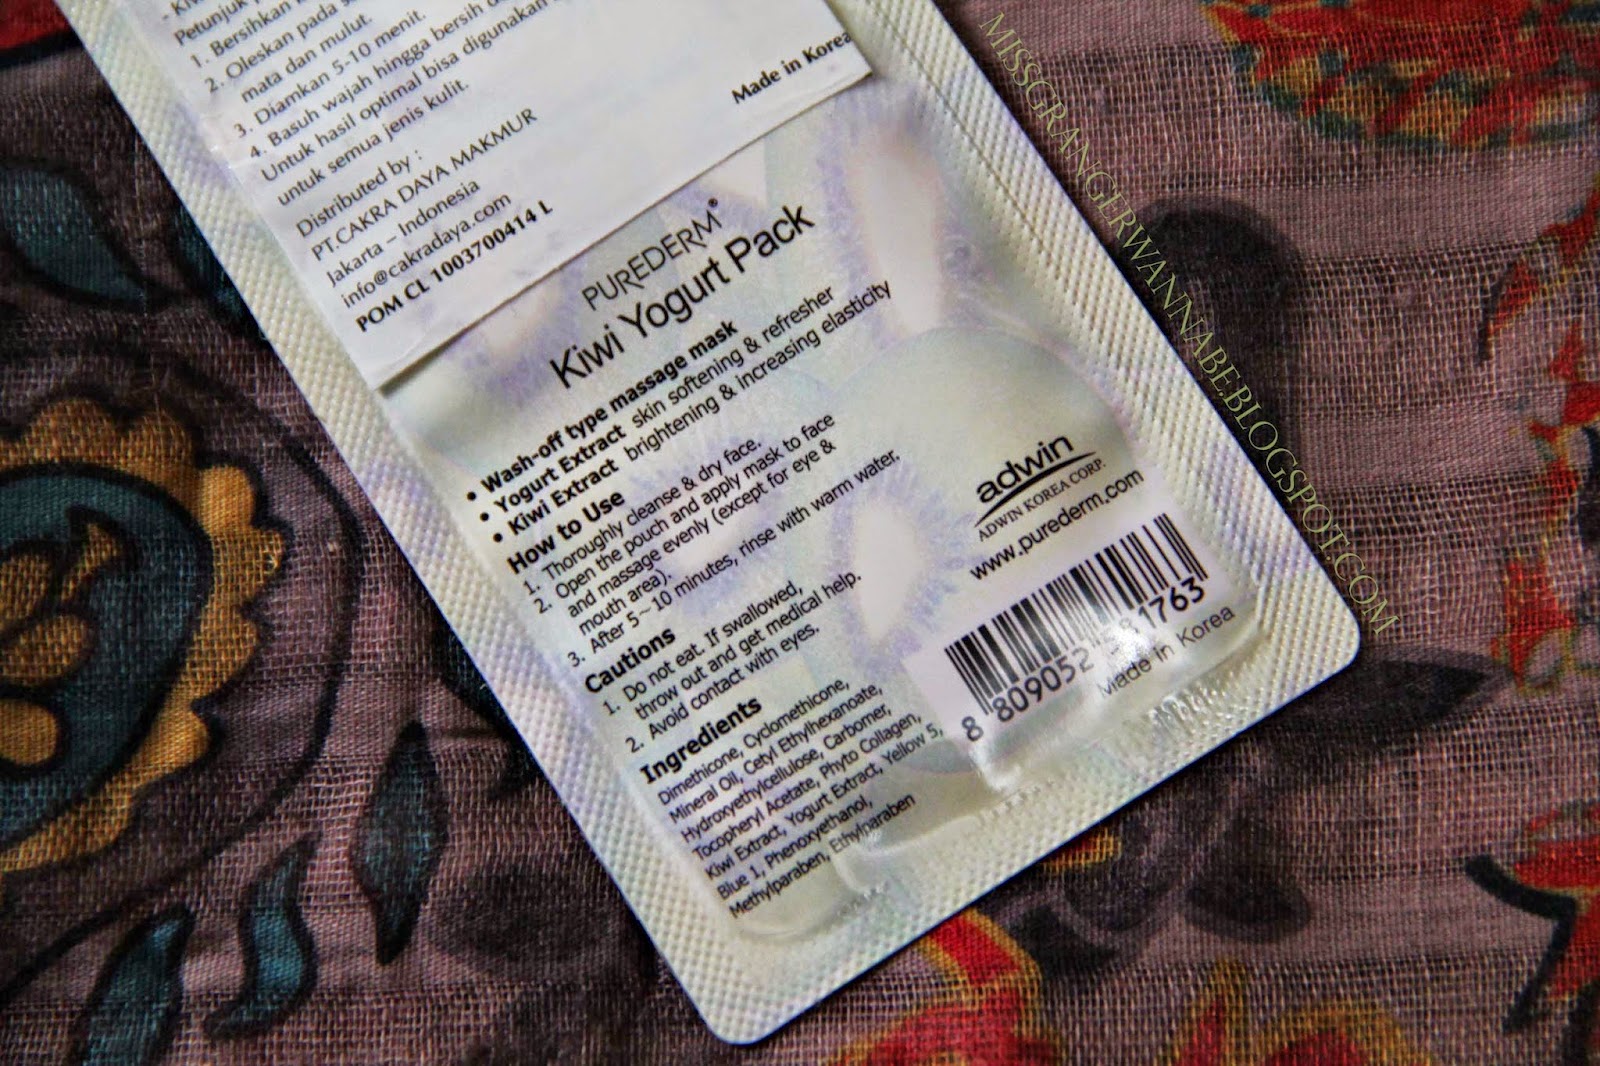 Petunjuk
1. Bersihkan
2. Oleskan pada
mata dan mulut.
3. Diamkan 5-10 menit.
4. Basuh wajah hingga bersih
Untuk hasil optimal bisa digunakan
untuk semua jenis kulit.
Made in Korea
Distributed by :
PT.CAKRA DAYA MAKMUR
Jakarta – Indonesia
info@cakradaya.com
POM CL 1003700414 L
PUREDERM®
Kiwi Yogurt Pack
• Wash-off type massage mask
• Yogurt Extract skin softening & refresher
• Kiwi Extract brightening & increasing elasticity
How to Use
1. Thoroughly cleanse & dry face.
2. Open the pouch and apply mask to face
and massage evenly (except for eye &
mouth area).
3. After 5~10 minutes, rinse with warm water.
Cautions
1. Do not eat. If swallowed,
throw out and get medical help.
2. Avoid contact with eyes.
Ingredients
Dimethicone, Cyclomethicone,
Mineral Oil, Cetyl Ethylhexanoate,
Hydroxyethylcellulose, Carbomer,
Tocopheryl Acetate, Phyto Collagen,
Kiwi Extract, Yogurt Extract, Yellow 5,
Blue 1, Phenoxyethanol,
Methylparaben, Ethylparaben
adwin
ADWIN KOREA CORP.
www.purederm.com
8 809052 1763
Made in Korea
MISSGRANGERWANNABE.BLOGSPOT.COM